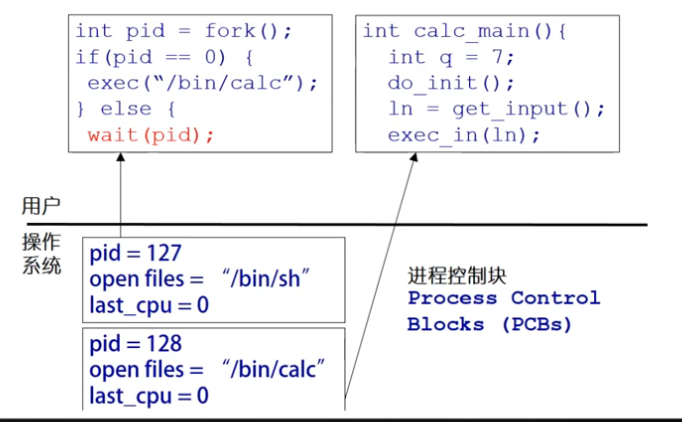 int pid = fork();
if(pid == 0) {
exec(“/bin/calc”);
} else {
wait(pid);
int calc_main(){
int q = 7;
do_init();
ln = get_input();
exec_in(ln);
用户
操作
系统
pid = 127
open files = “/bin/sh”
last_cpu = 0
pid = 128
open files = “/bin/calc”
last_cpu = 0
进程控制块
Process Control
Blocks (PCBs)